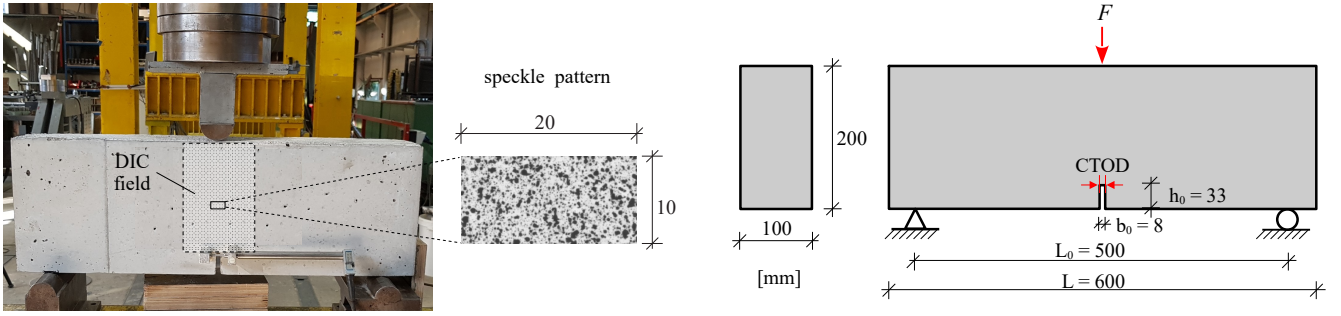 speckle pattern
20
10
DIC
field
F
200
100
[mm]
CTOD
h₀ = 33
b₀ = 8
L₀ = 500
L = 600